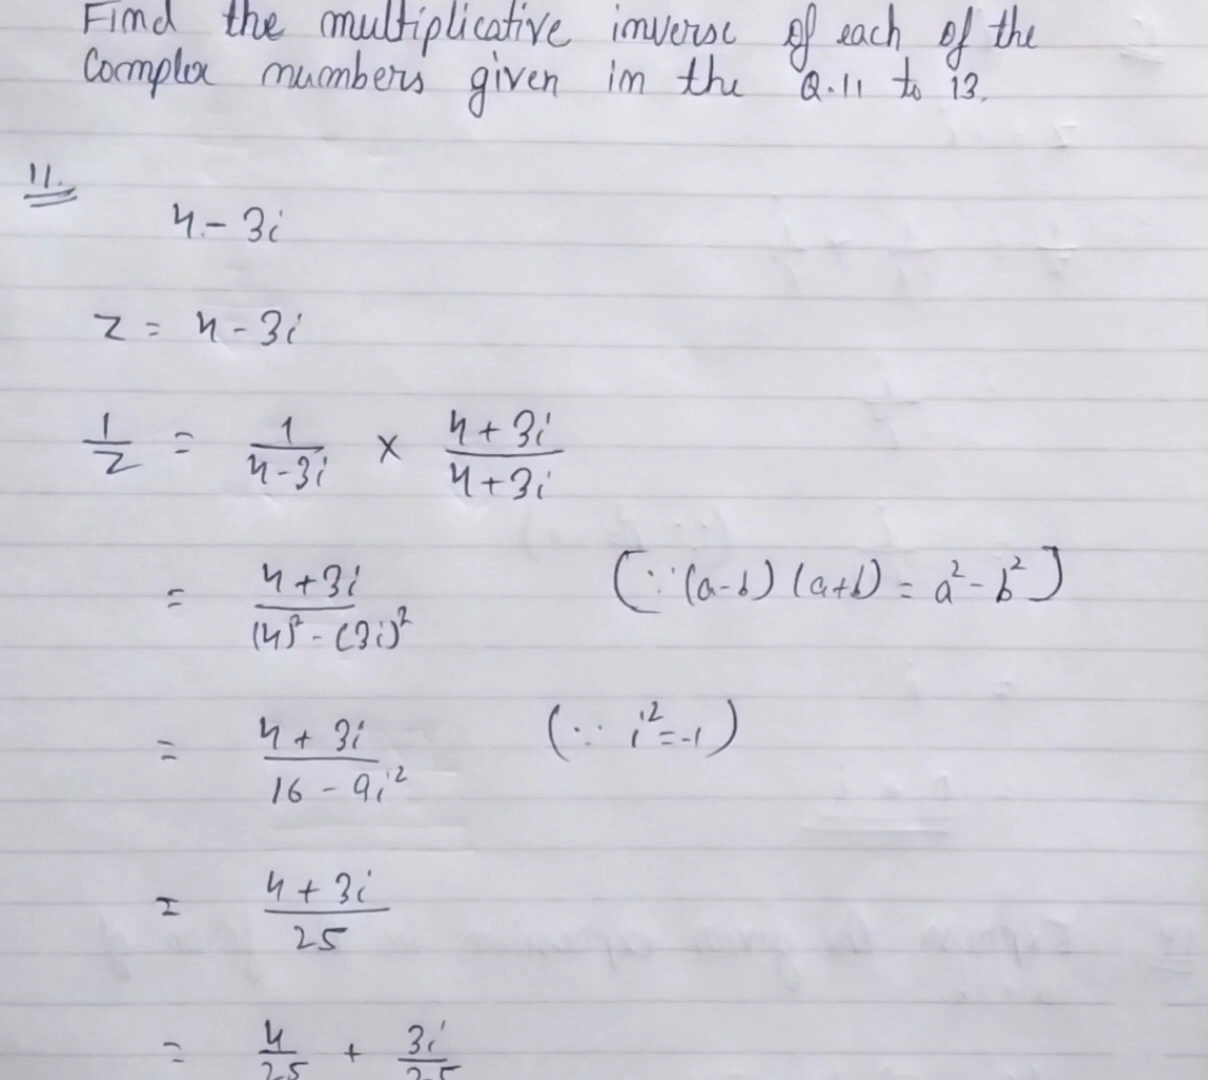 Find the multiplicative inverse of each of the
Complex numbers given in the Q.11 to 13.
11.
4 - 3i
z = 4 - 3i
1/z = 1/(4-3i) × (4+3i)/(4+3i)
= (4+3i)/((4)² - (3i)²) (∵ (a-b) (a+b) = a² - b²)
= (4+3i)/(16 - 9i²) (∵ i² = -1)
= (4+3i)/25
= 4/25 + 3i/25